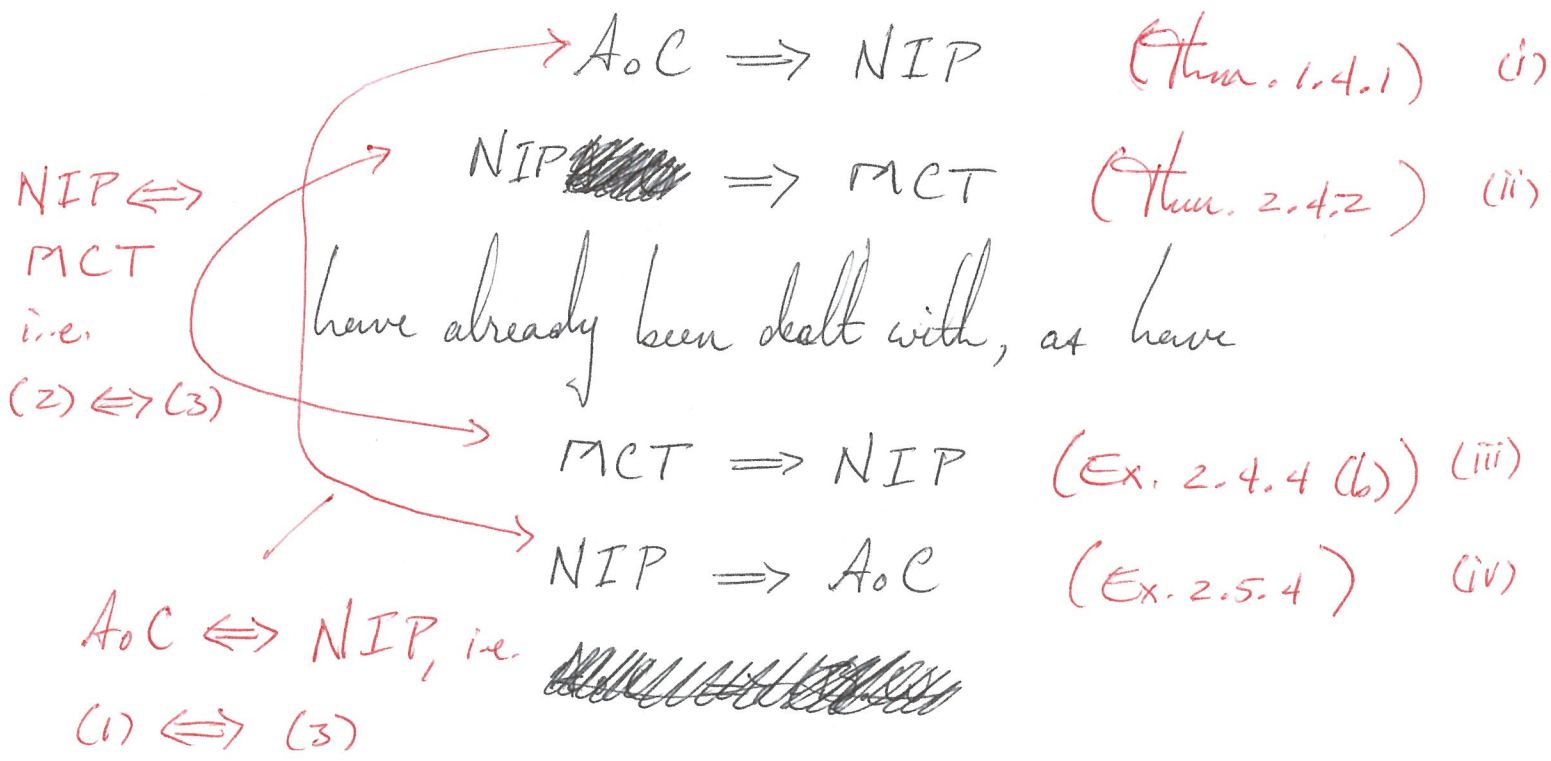 AoC ⟹ NIP (Thm. 1.4.1) (i)
NIP ⟹ MCT (Thm. 2.4.2) (ii)
NIP ⟺
MCT
i.e.
(2) ⟺ (3)
have already been dealt with, as have
MCT ⟹ NIP (Ex. 2.4.4 (b)) (iii)
NIP ⟹ AoC (Ex. 2.5.4) (iv)
AoC ⟺ NIP, i.e.
(1) ⟺ (3)